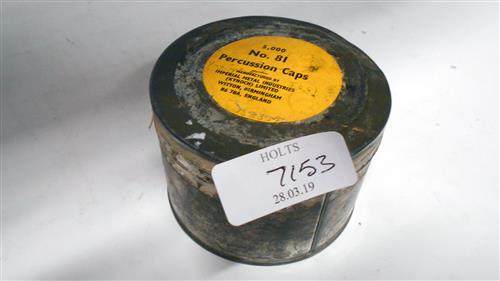 5,000
No. 81
Percussion Caps
MANUFACTURED BY
IMPERIAL METAL INDUSTRIES
(KYNOCH) LIMITED
WITTON, BIRMINGHAM
B6 7BA, ENGLAND
HOLTS
7153
28.03.19